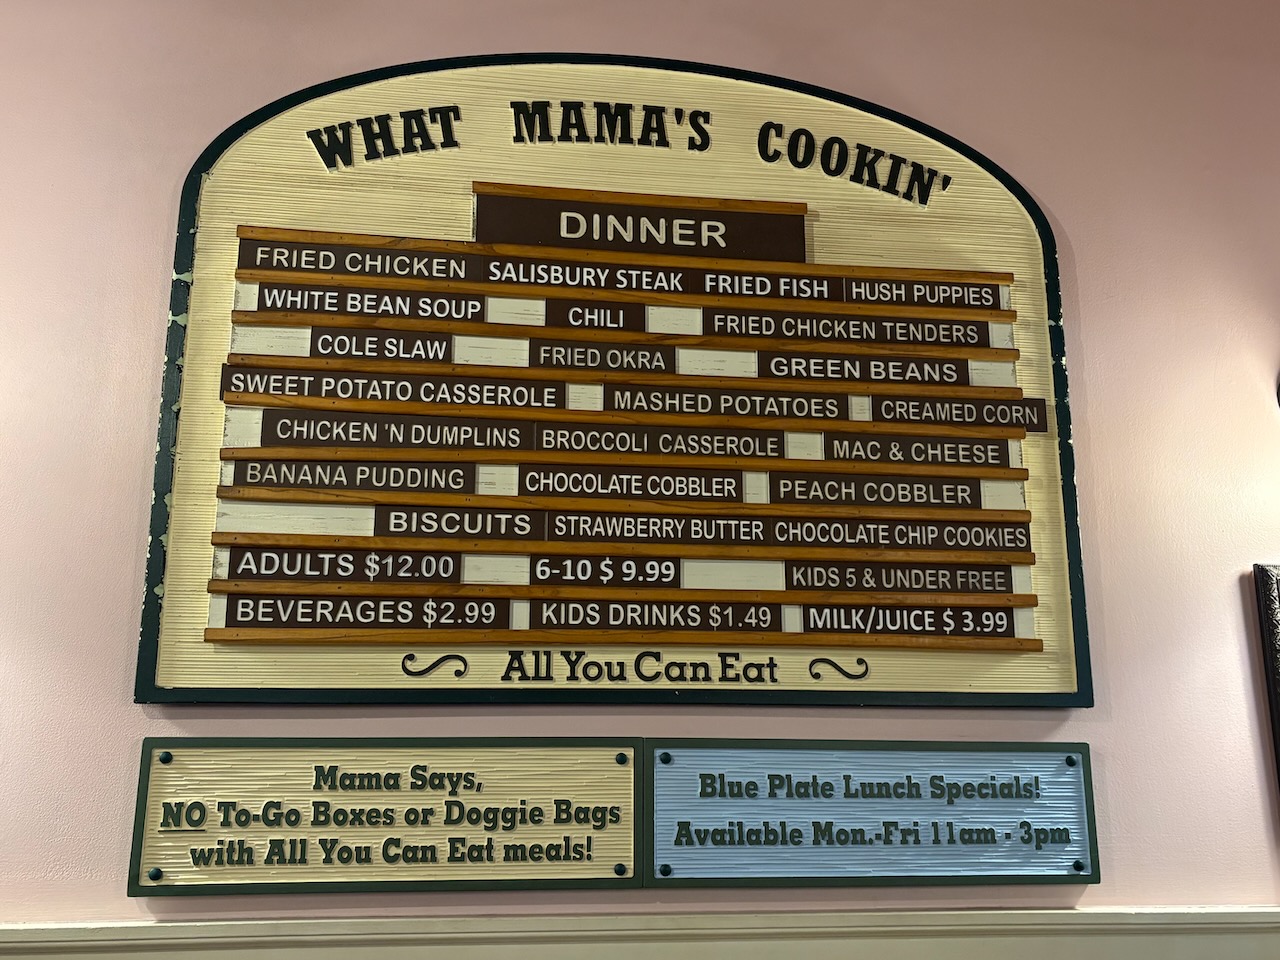 WHAT MAMA'S COOKIN'
DINNER
FRIED CHICKEN SALISBURY STEAK FRIED FISH HUSH PUPPIES
WHITE BEAN SOUP CHILI FRIED CHICKEN TENDERS
COLE SLAW FRIED OKRA GREEN BEANS
SWEET POTATO CASSEROLE MASHED POTATOES CREAMED CORN
CHICKEN 'N DUMPLINS BROCCOLI CASSEROLE MAC & CHEESE
BANANA PUDDING CHOCOLATE COBBLER PEACH COBBLER
BISCUITS STRAWBERRY BUTTER CHOCOLATE CHIP COOKIES
ADULTS $12.00 6-10 $ 9.99 KIDS 5 & UNDER FREE
BEVERAGES $2.99 KIDS DRINKS $1.49 MILK/JUICE $ 3.99
All You Can Eat
Mama Says,
NO To-Go Boxes or Doggie Bags
with All You Can Eat meals!
Blue Plate Lunch Specials!
Available Mon.-Fri 11am - 3pm